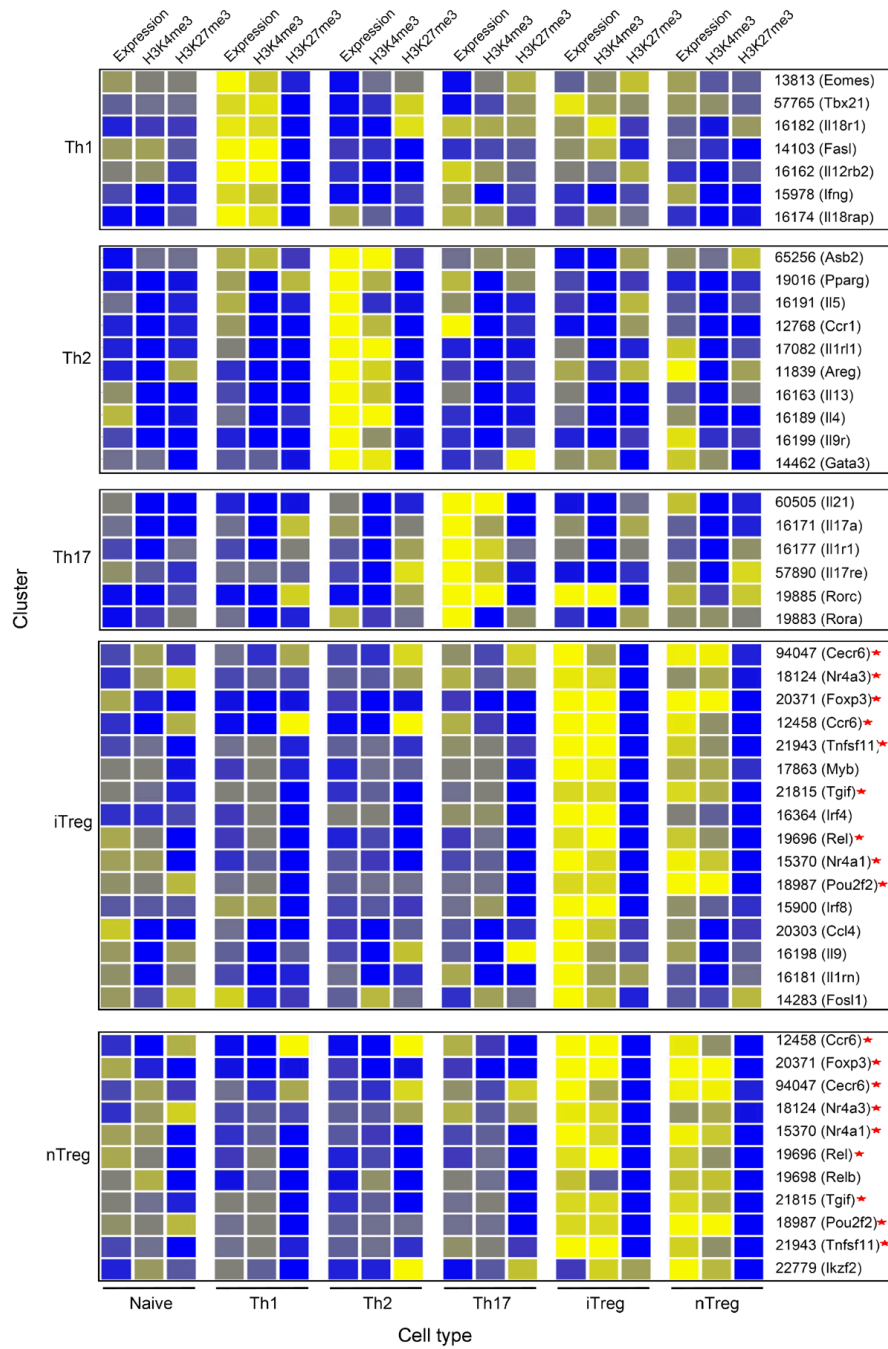 Expression H3K4me3 H3K27me3 Expression H3K4me3 H3K27me3 Expression H3K4me3 H3K27me3 Expression H3K4me3 H3K27me3 Expression H3K4me3 H3K27me3 Expression H3K4me3 H3K27me3
Cluster
Th1
13813 (Eomes)
57765 (Tbx21)
16182 (Il18r1)
14103 (Fasl)
16162 (Il12rb2)
15978 (Ifng)
16174 (Il18rap)
Th2
65256 (Asb2)
19016 (Pparg)
16191 (Il5)
12768 (Ccr1)
17082 (Il1rl1)
11839 (Areg)
16163 (Il13)
16189 (Il4)
16199 (Il9r)
14462 (Gata3)
Th17
60505 (Il21)
16171 (Il17a)
16177 (Il1r1)
57890 (Il17re)
19885 (Rorc)
19883 (Rora)
iTreg
94047 (Cecr6)★
18124 (Nr4a3)★
20371 (Foxp3)★
12458 (Ccr6)★
21943 (Tnfsf11)★
17863 (Myb)
21815 (Tgif)★
16364 (Irf4)
19696 (Rel)★
15370 (Nr4a1)★
18987 (Pou2f2)★
15900 (Irf8)
20303 (Ccl4)
16198 (Il9)
16181 (Il1rn)
14283 (Fosl1)
nTreg
12458 (Ccr6)★
20371 (Foxp3)★
94047 (Cecr6)★
18124 (Nr4a3)★
15370 (Nr4a1)★
19696 (Rel)★
19698 (Relb)
21815 (Tgif)★
18987 (Pou2f2)★
21943 (Tnfsf11)★
22779 (Ikzf2)
Naive Th1 Th2 Th17 iTreg nTreg
Cell type